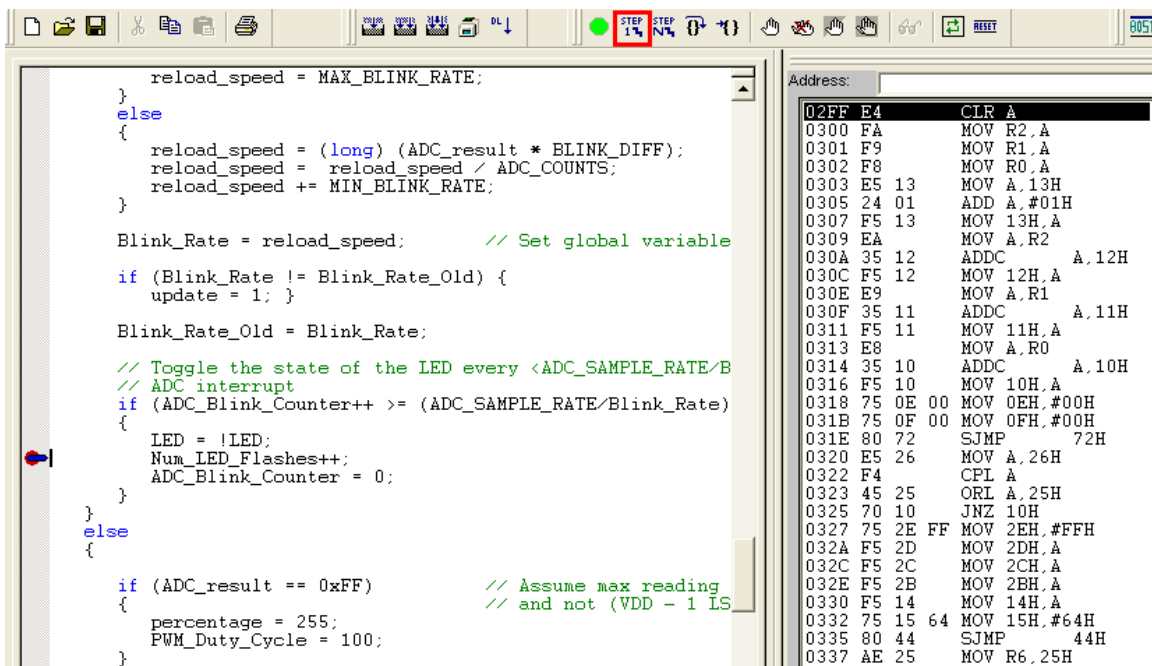 DL
STEP
1
STEP
N
RESET
8051
reload_speed = MAX_BLINK_RATE;
}
else
{
reload_speed = (long) (ADC_result * BLINK_DIFF);
reload_speed =  reload_speed / ADC_COUNTS;
reload_speed += MIN_BLINK_RATE;
}
Blink_Rate = reload_speed;        // Set global variable
if (Blink_Rate != Blink_Rate_Old) {
update = 1; }
Blink_Rate_Old = Blink_Rate;
// Toggle the state of the LED every <ADC_SAMPLE_RATE/B
// ADC interrupt
if (ADC_Blink_Counter++ >= (ADC_SAMPLE_RATE/Blink_Rate)
{
LED = !LED;
Num_LED_Flashes++;
ADC_Blink_Counter = 0;
}
}
else
{
if (ADC_result == 0xFF)          // Assume max reading
{                                // and not (VDD - 1 LS
percentage = 255;
PWM_Duty_Cycle = 100;
}
Address:
02FF E4       CLR A
0300 FA       MOV R2,A
0301 F9       MOV R1,A
0302 F8       MOV R0,A
0303 E5 13    MOV A,13H
0305 24 01    ADD A,#01H
0307 F5 13    MOV 13H,A
0309 EA       MOV A,R2
030A 35 12    ADDC      A,12H
030C F5 12    MOV 12H,A
030E E9       MOV A,R1
030F 35 11    ADDC      A,11H
0311 F5 11    MOV 11H,A
0313 E8       MOV A,R0
0314 35 10    ADDC      A,10H
0316 F5 10    MOV 10H,A
0318 75 0E 00 MOV 0EH,#00H
031B 75 0F 00 MOV 0FH,#00H
031E 80 72    SJMP      72H
0320 E5 26    MOV A,26H
0322 F4       CPL A
0323 45 25    ORL A,25H
0325 70 10    JNZ 10H
0327 75 2E FF MOV 2EH,#FFH
032A F5 2D    MOV 2DH,A
032C F5 2C    MOV 2CH,A
032E F5 2B    MOV 2BH,A
0330 F5 14    MOV 14H,A
0332 75 15 64 MOV 15H,#64H
0335 80 44    SJMP      44H
0337 AE 25    MOV R6,25H